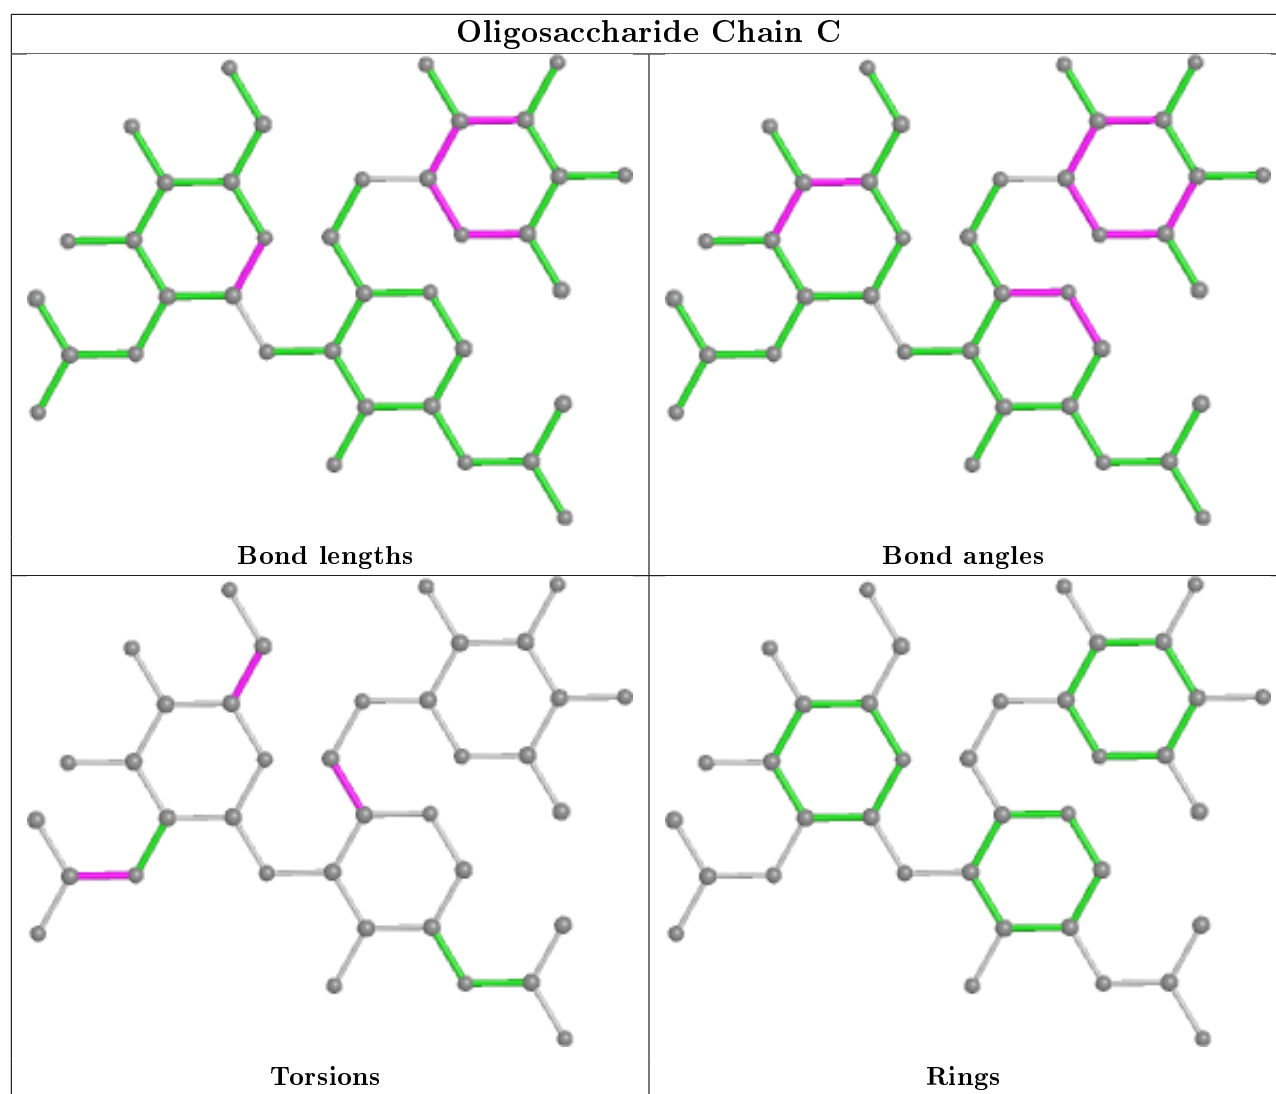 Oligosaccharide Chain C
Bond lengths
Bond angles
Torsions
Rings